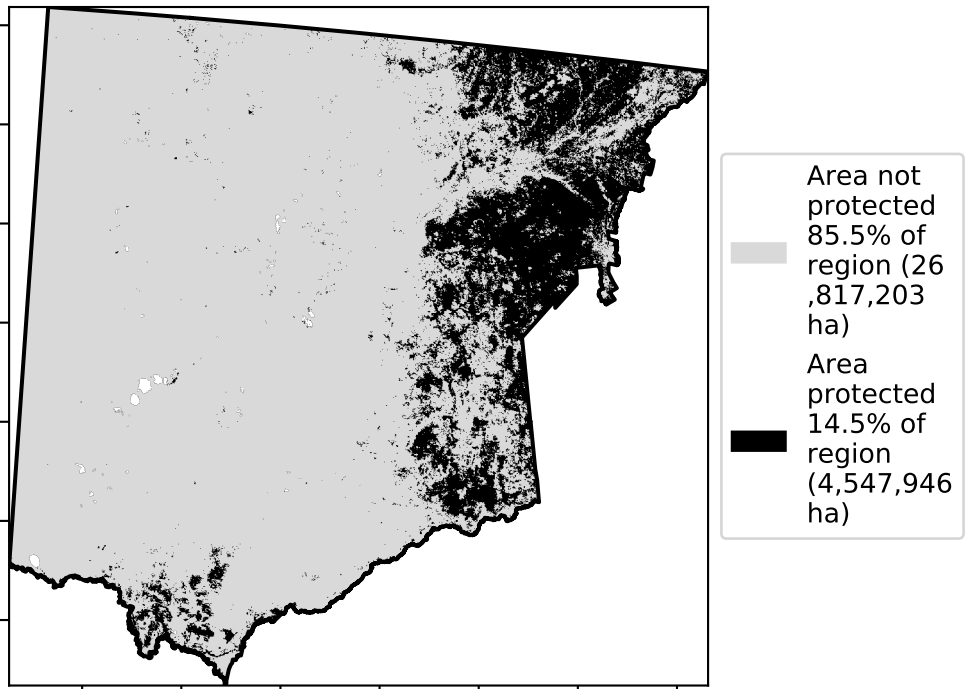 Area not
protected
85.5% of
region (26
,817,203
ha)
Area
protected
14.5% of
region
(4,547,946
ha)